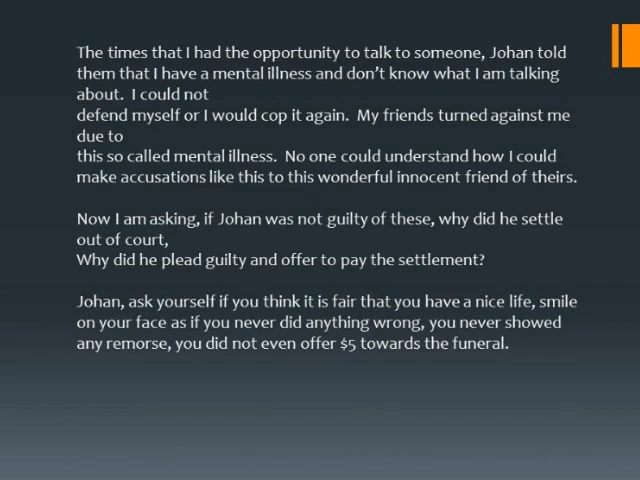 The times that I had the opportunity to talk to someone, Johan told
them that I have a mental illness and don’t know what I am talking
about.  I could not
defend myself or I would cop it again.  My friends turned against me
due to
this so called mental illness.  No one could understand how I could
make accusations like this to this wonderful innocent friend of theirs.
Now I am asking, if Johan was not guilty of these, why did he settle
out of court,
Why did he plead guilty and offer to pay the settlement?
Johan, ask yourself if you think it is fair that you have a nice life, smile
on your face as if you never did anything wrong, you never showed
any remorse, you did not even offer $5 towards the funeral.